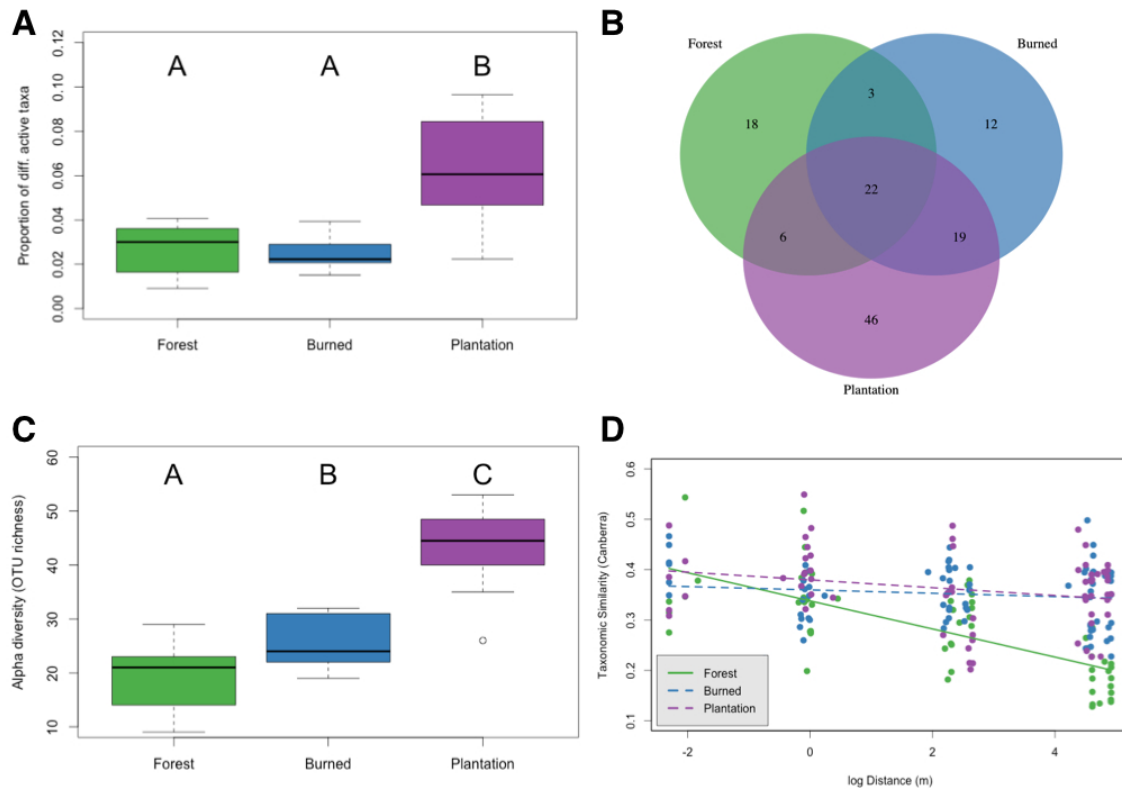 A
Proportion of diff. active taxa
0.12
0.10
0.08
0.06
0.04
0.02
0.00
A
A
B
Forest
Burned
Plantation
B
Forest
Burned
3
18
12
22
6
19
46
Plantation
C
Alpha diversity (OTU richness)
60
50
40
30
20
10
A
B
C
Forest
Burned
Plantation
D
Taxonomic Similarity (Canberra)
0.6
0.5
0.4
0.3
0.2
0.1
Forest
Burned
Plantation
-2
0
2
4
log Distance (m)